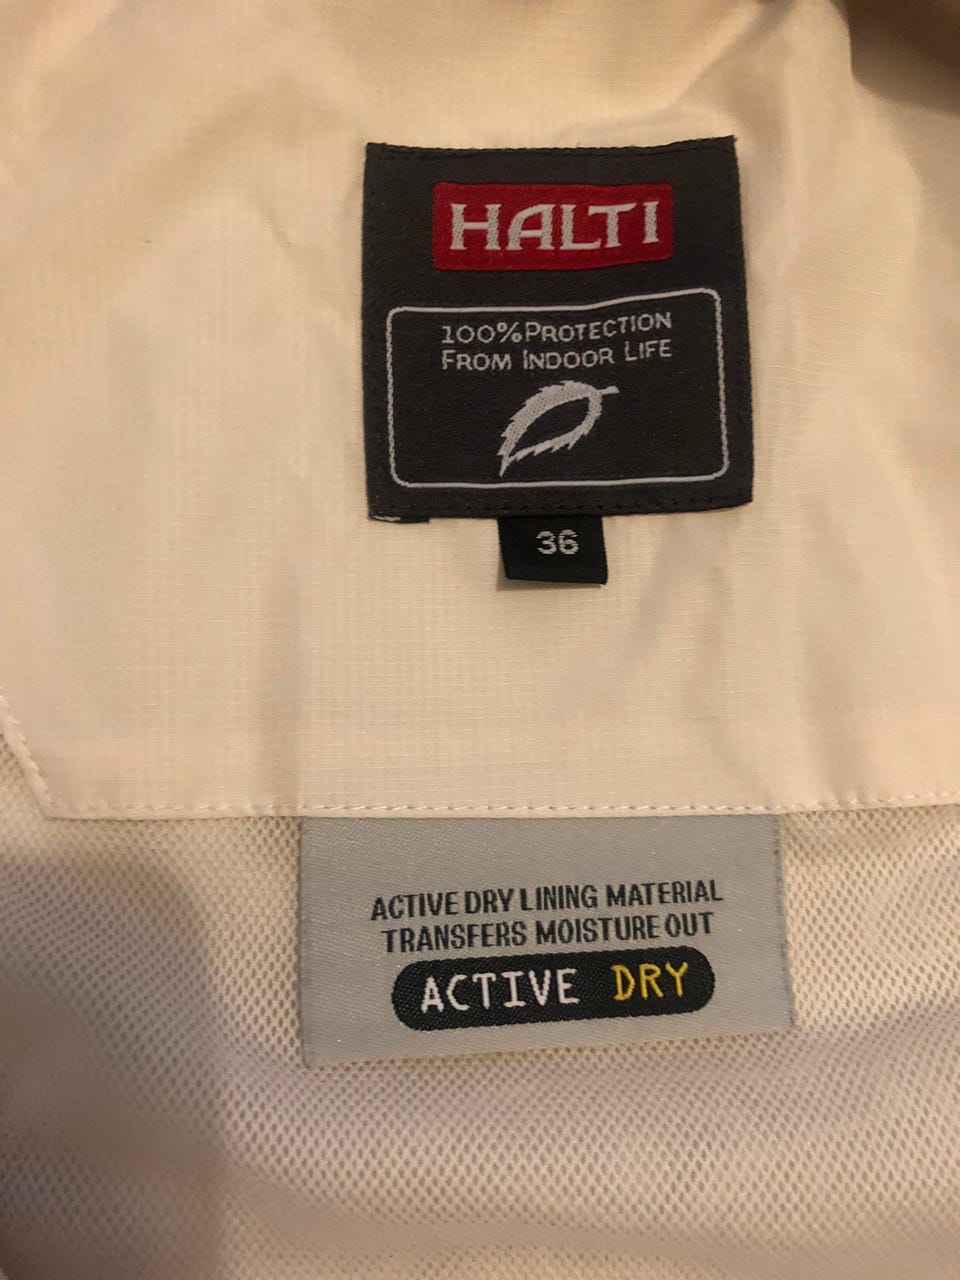 HALTI
100% PROTECTION
FROM INDOOR LIFE
36
ACTIVE DRY LINING MATERIAL
TRANSFERS MOISTURE OUT
ACTIVE DRY